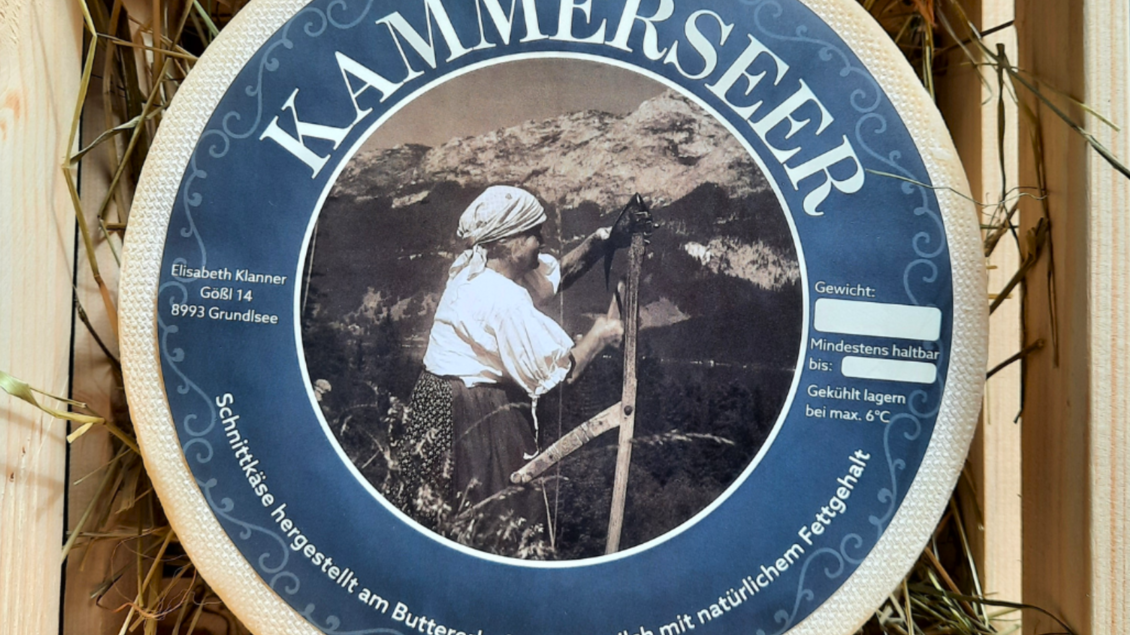 KAMMERSEER
Elisabeth Klanner
Gößl 14
8993 Grundlsee
Gewicht:
Mindestens haltbar
bis:
Gekühlt lagern
bei max. 6°C
Schnittkäse hergestellt am mit natürlichem Fettgehalt